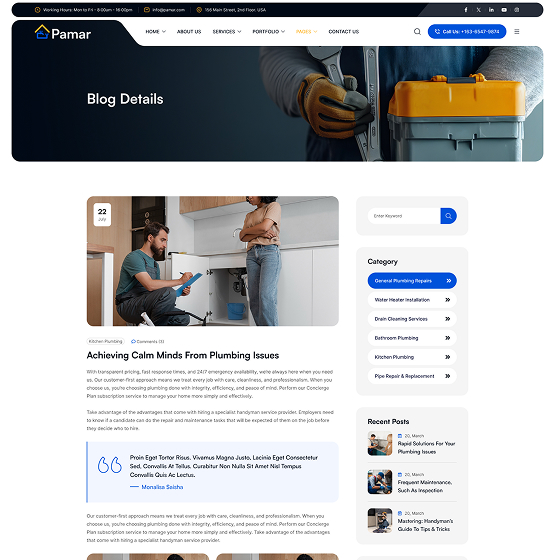 Working Hours: Mon to Fri - 8:00am - 16:00pm
info@pamar.com
156 Main Street, 2nd Floor. USA
Pamar
HOME
ABOUT US
SERVICES
PORTFOLIO
PAGES
CONTACT US
Call Us: +163-6547-9874
Blog Details
22
July
Enter Keyword
Category
General Plumbing Repairs
Water Heater Installation
Drain Cleaning Services
Bathroom Plumbing
Kitchen Plumbing
Pipe Repair & Replacement
Kitchen Plumbing
Comments (3)
Achieving Calm Minds From Plumbing Issues
With transparent pricing, fast response times, and 24/7 emergency availability, we're always here when you need
us. Our customer-first approach means we treat every job with care, cleanliness, and professionalism. When you
choose us, you're choosing plumbing done with integrity, efficiency, and peace of mind. Perform our Concierge
Plan subscription service to manage your home more simply and efficiently.
Take advantage of the advantages that come with hiring a specialist handyman service provider. Employers need
to know if a candidate can do the repair and maintenance tasks that will be expected of them on the job before
they decide who to hire.
Proin Eget Tortor Risus. Vivamus Magna Justo, Lacinia Eget Consectetur
Sed, Convallis At Tellus. Curabitur Non Nulla Sit Amet Nisl Tempus
Convallis Quis Ac Lectus.
Monalisa Seisha
Our customer-first approach means we treat every job with care, cleanliness, and professionalism. When you
choose us, you're choosing plumbing done with integrity, efficiency, and peace of mind. Perform our Concierge
Plan subscription service to manage your home more simply and efficiently. Take advantage of the advantages
that come with hiring a specialist handyman service provider.
Recent Posts
20, March
Rapid Solutions For Your
Plumbing Issues
20, March
Frequent Maintenance,
Such As Inspection
20, March
Mastering: Handyman's
Guide To Tips & Tricks